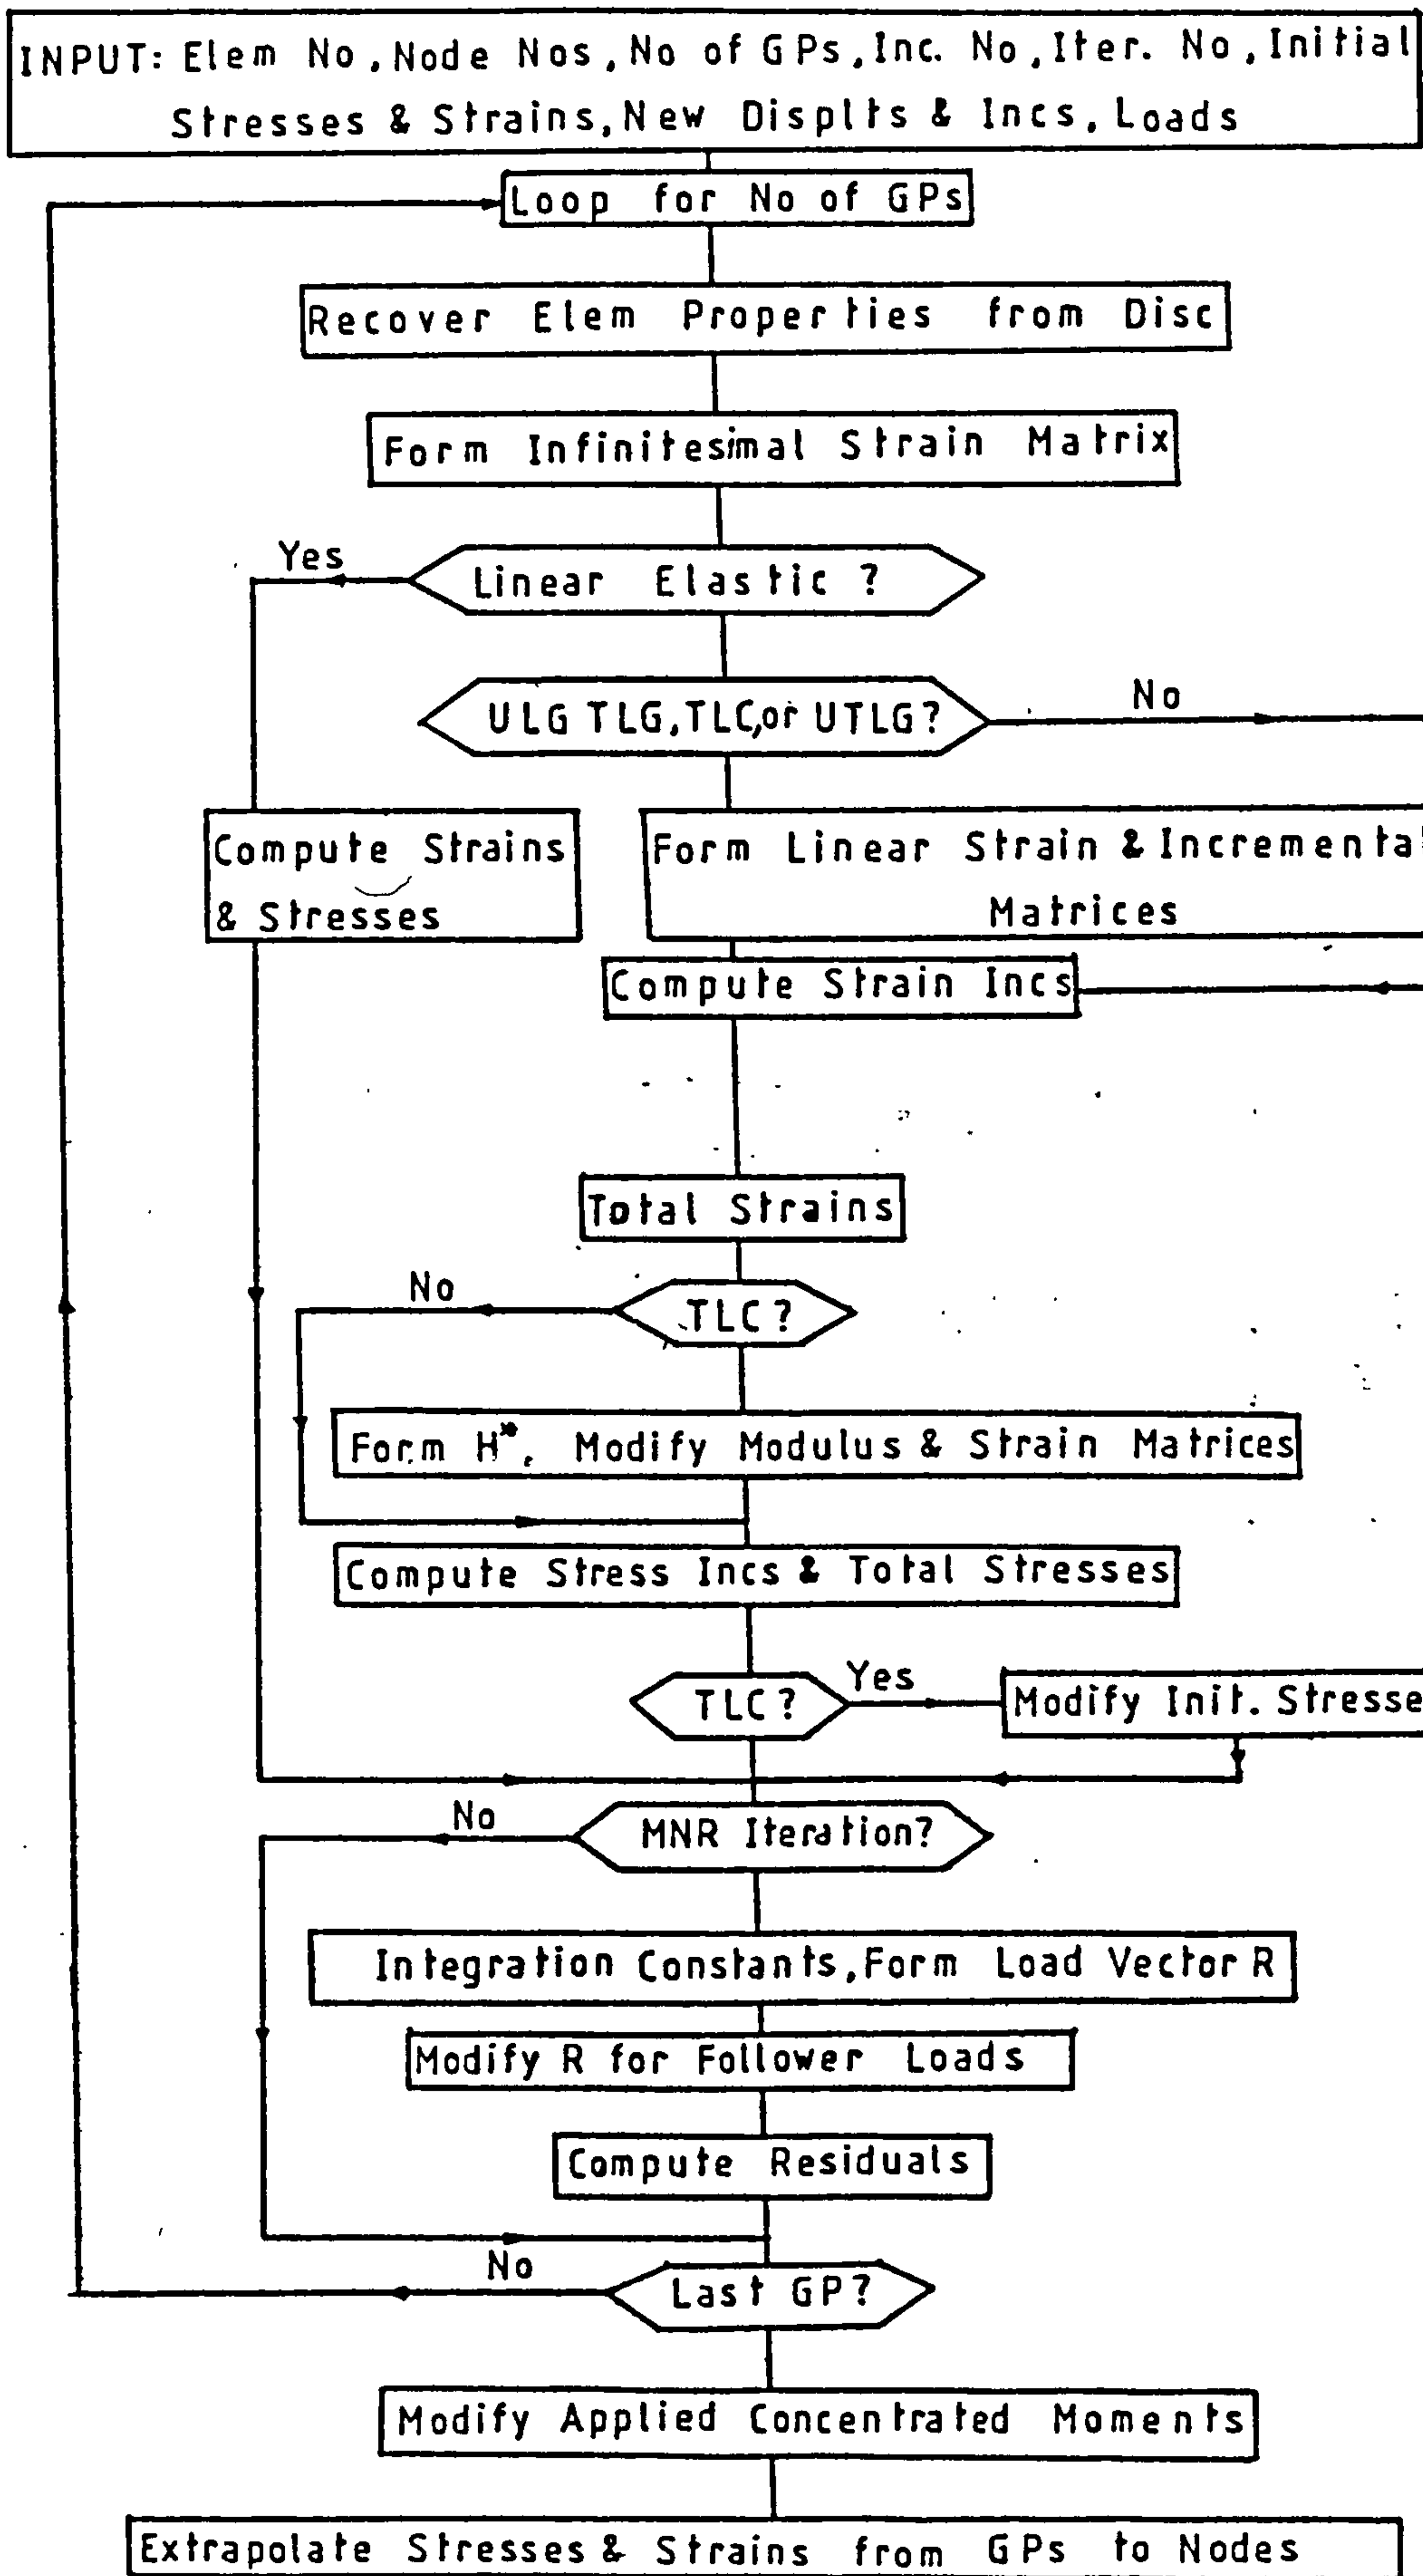 INPUT: Elem No, Node Nos, No of GPs, Inc. No, Iter. No, Initial
Stresses & Strains, New Displts & Incs, Loads
Loop for No of GPs
Recover Elem Properties from Disc
Form Infinitesimal Strain Matrix
Yes
Linear Elastic ?
ULG TLG, TLC, or UTLG?
No
Compute Strains
& Stresses
Form Linear Strain & Incremental
Matrices
Compute Strain Incs
Total Strains
No
TLC ?
Form H*, Modify Modulus & Strain Matrices
Compute Stress Incs & Total Stresses
TLC ?
Yes
Modify Init. Stresse
No
MNR Iteration?
Integration Constants, Form Load Vector R
Modify R for Follower Loads
Compute Residuals
No
Last GP?
Modify Applied Concentrated Moments
Extrapolate Stresses & Strains from GPs to Nodes